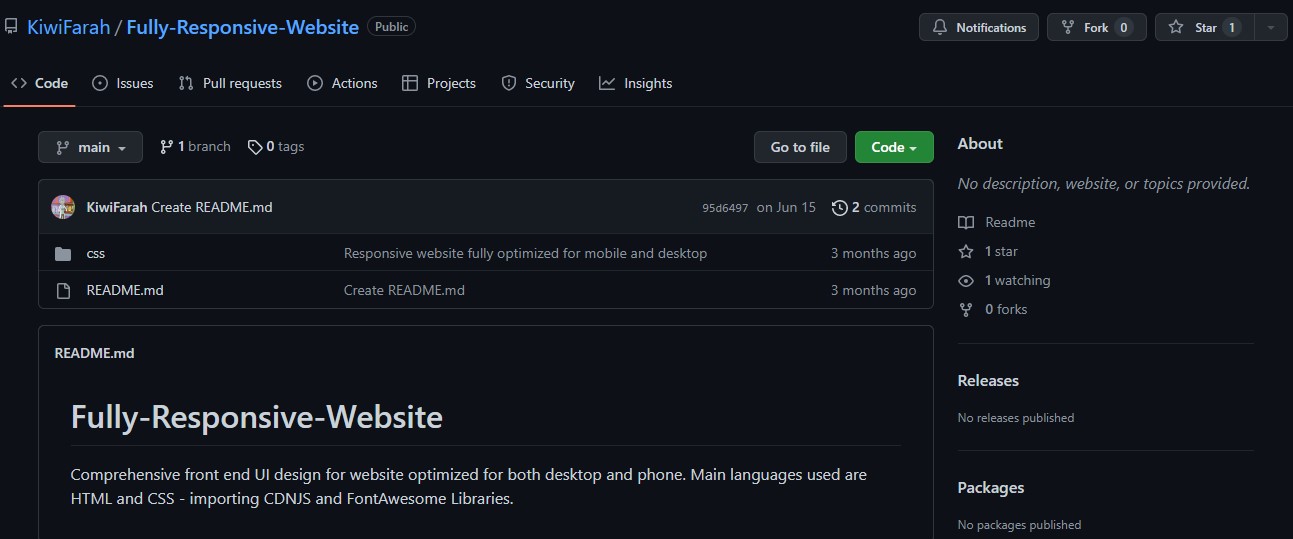 KiwiFarah / Fully-Responsive-Website Public
Notifications Fork 0 Star 1
Code Issues Pull requests Actions Projects Security Insights
main 1 branch 0 tags Go to file Code
KiwiFarah Create README.md 95d6497 on Jun 15 2 commits
css Responsive website fully optimized for mobile and desktop 3 months ago
README.md Create README.md 3 months ago
README.md
Fully-Responsive-Website
Comprehensive front end UI design for website optimized for both desktop and phone. Main languages used are
HTML and CSS - importing CDNJS and FontAwesome Libraries.
About
No description, website, or topics provided.
Readme
1 star
1 watching
0 forks
Releases
No releases published
Packages
No packages published